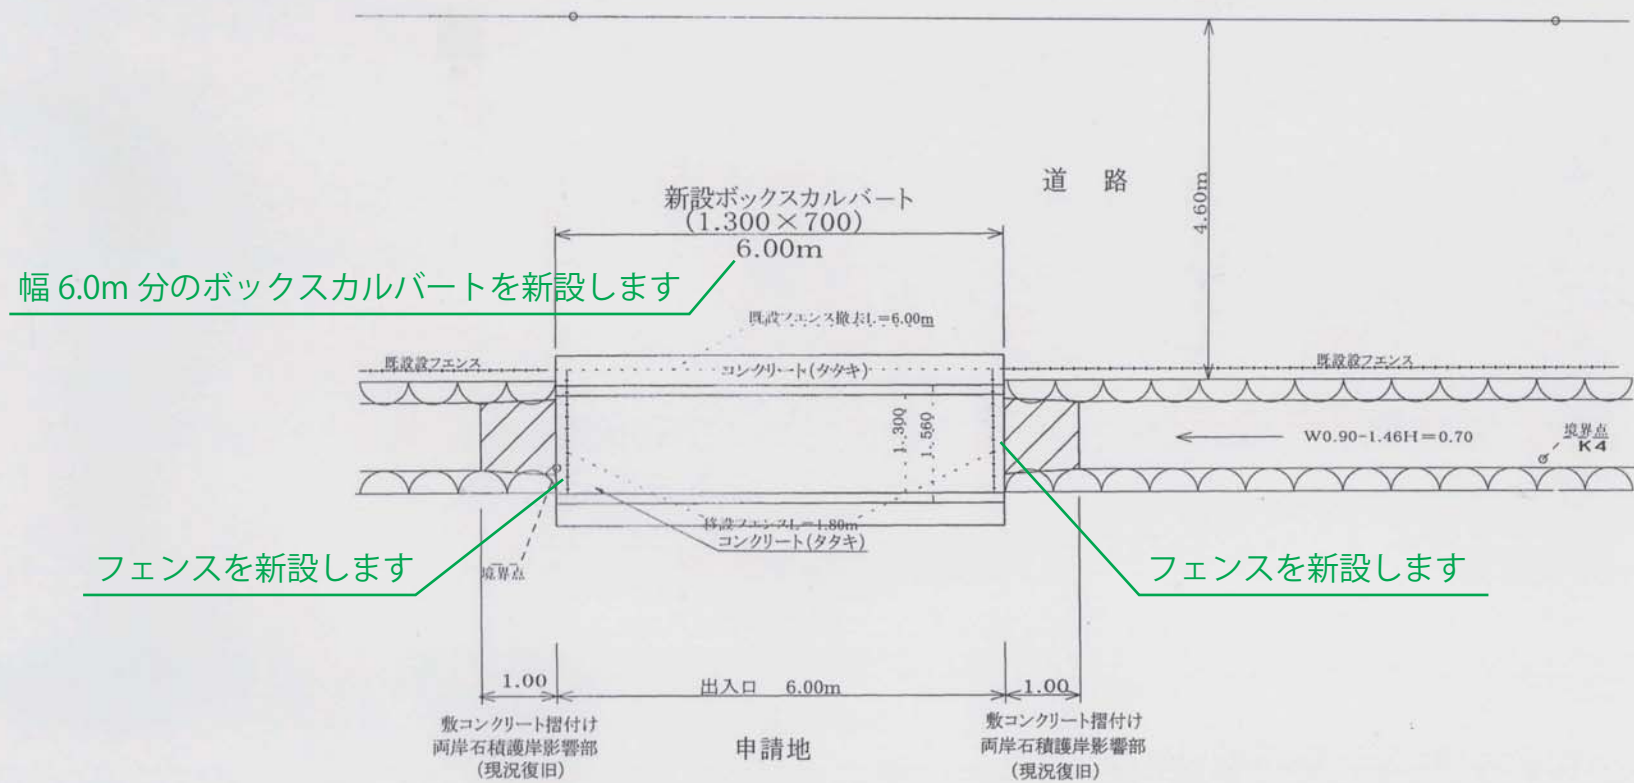 道 路
4.60m
新設ボックスカルバート
(1.300×700)
6.00m
幅 6.0m 分のボックスカルバートを新設します
既設フェンス撤去L=6.00m
既設設フェンス
コンクリート(タタキ)
既設設フェンス
1.300
1.560
W0.90-1.46H=0.70
境界点
K4
移設フェンスL=1.80m
コンクリート(タタキ)
フェンスを新設します
境界点
フェンスを新設します
1.00
出入口 6.00m
1.00
敷コンクリート摺付け
両岸石積護岸影響部
(現況復旧)
申請地
敷コンクリート摺付け
両岸石積護岸影響部
(現況復旧)